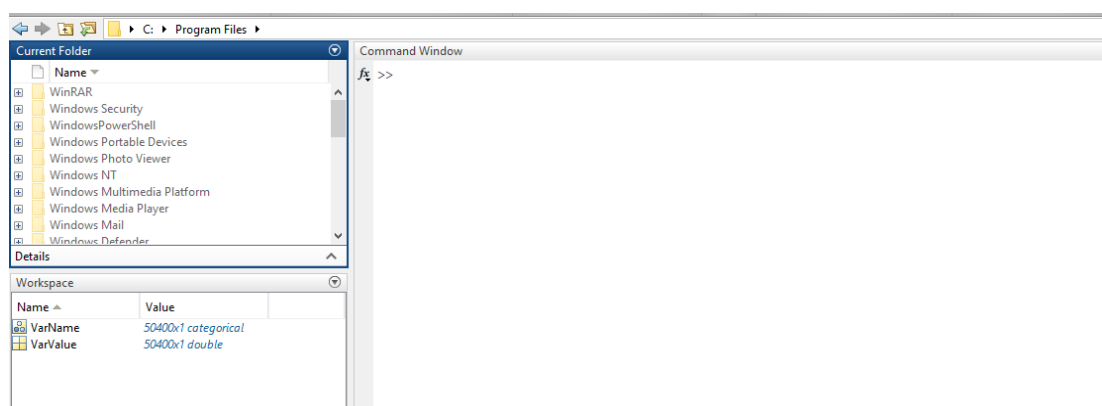 C: Program Files
Current Folder
Name
WinRAR
Windows Security
WindowsPowerShell
Windows Portable Devices
Windows Photo Viewer
Windows NT
Windows Multimedia Platform
Windows Media Player
Windows Mail
Windows Defender
Details
Workspace
Name Value
VarName 50400x1 categorical
VarValue 50400x1 double
Command Window
fx >>